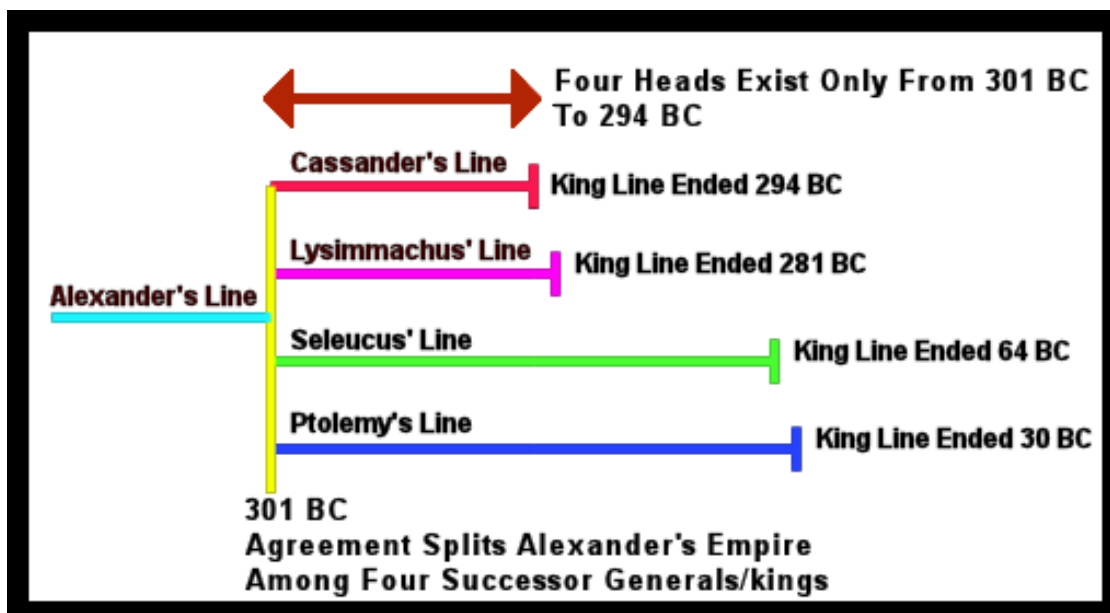 Four Heads Exist Only From 301 BC
To 294 BC
Cassander's Line
King Line Ended 294 BC
Lysimmachus' Line
King Line Ended 281 BC
Alexander's Line
Seleucus' Line
King Line Ended 64 BC
Ptolemy's Line
King Line Ended 30 BC
301 BC
Agreement Splits Alexander's Empire
Among Four Successor Generals/kings